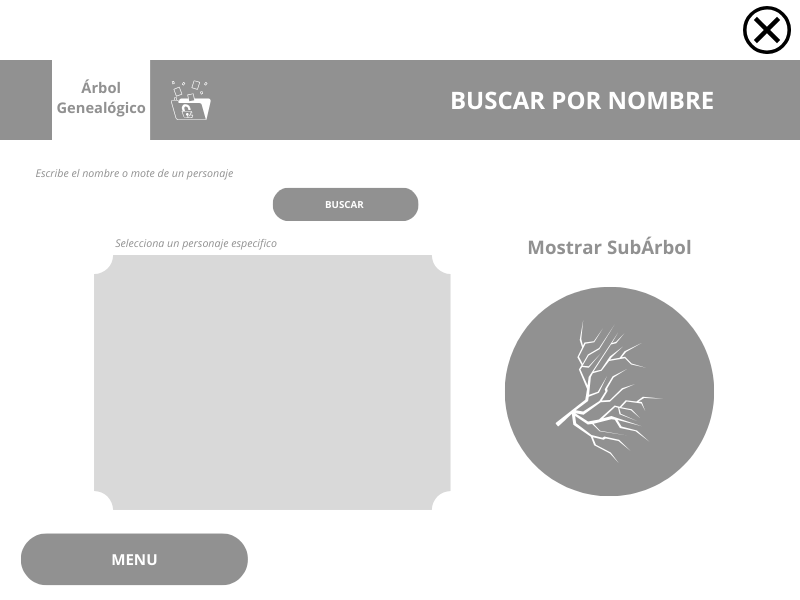 Árbol
Genealógico
BUSCAR POR NOMBRE
Escribe el nombre o mote de un personaje
BUSCAR
Selecciona un personaje específico
Mostrar SubÁrbol
MENU